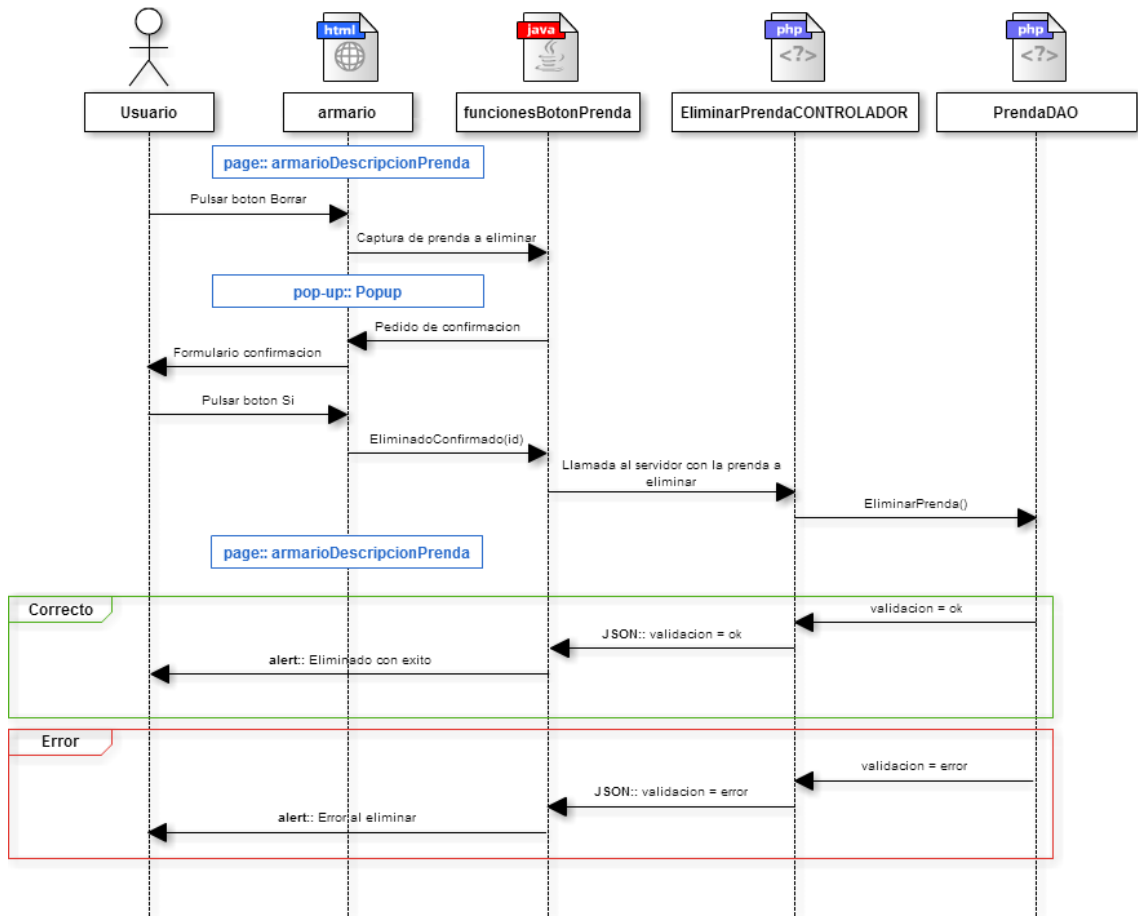 html
java
php
<?>
php
<?>
Usuario
armario
funcionesBotonPrenda
EliminarPrendaCONTROLADOR
PrendaDAO
page:: armarioDescripcionPrenda
Pulsar boton Borrar
Captura de prenda a eliminar
pop-up:: Popup
Pedido de confirmacion
Formulario confirmacion
Pulsar boton Si
EliminadoConfirmado(id)
Llamada al servidor con la prenda a
eliminar
EliminarPrenda()
page:: armarioDescripcionPrenda
Correcto
validacion = ok
JSON:: validacion = ok
alert:: Eliminado con exito
Error
validacion = error
JSON:: validacion = error
alert:: Error al eliminar